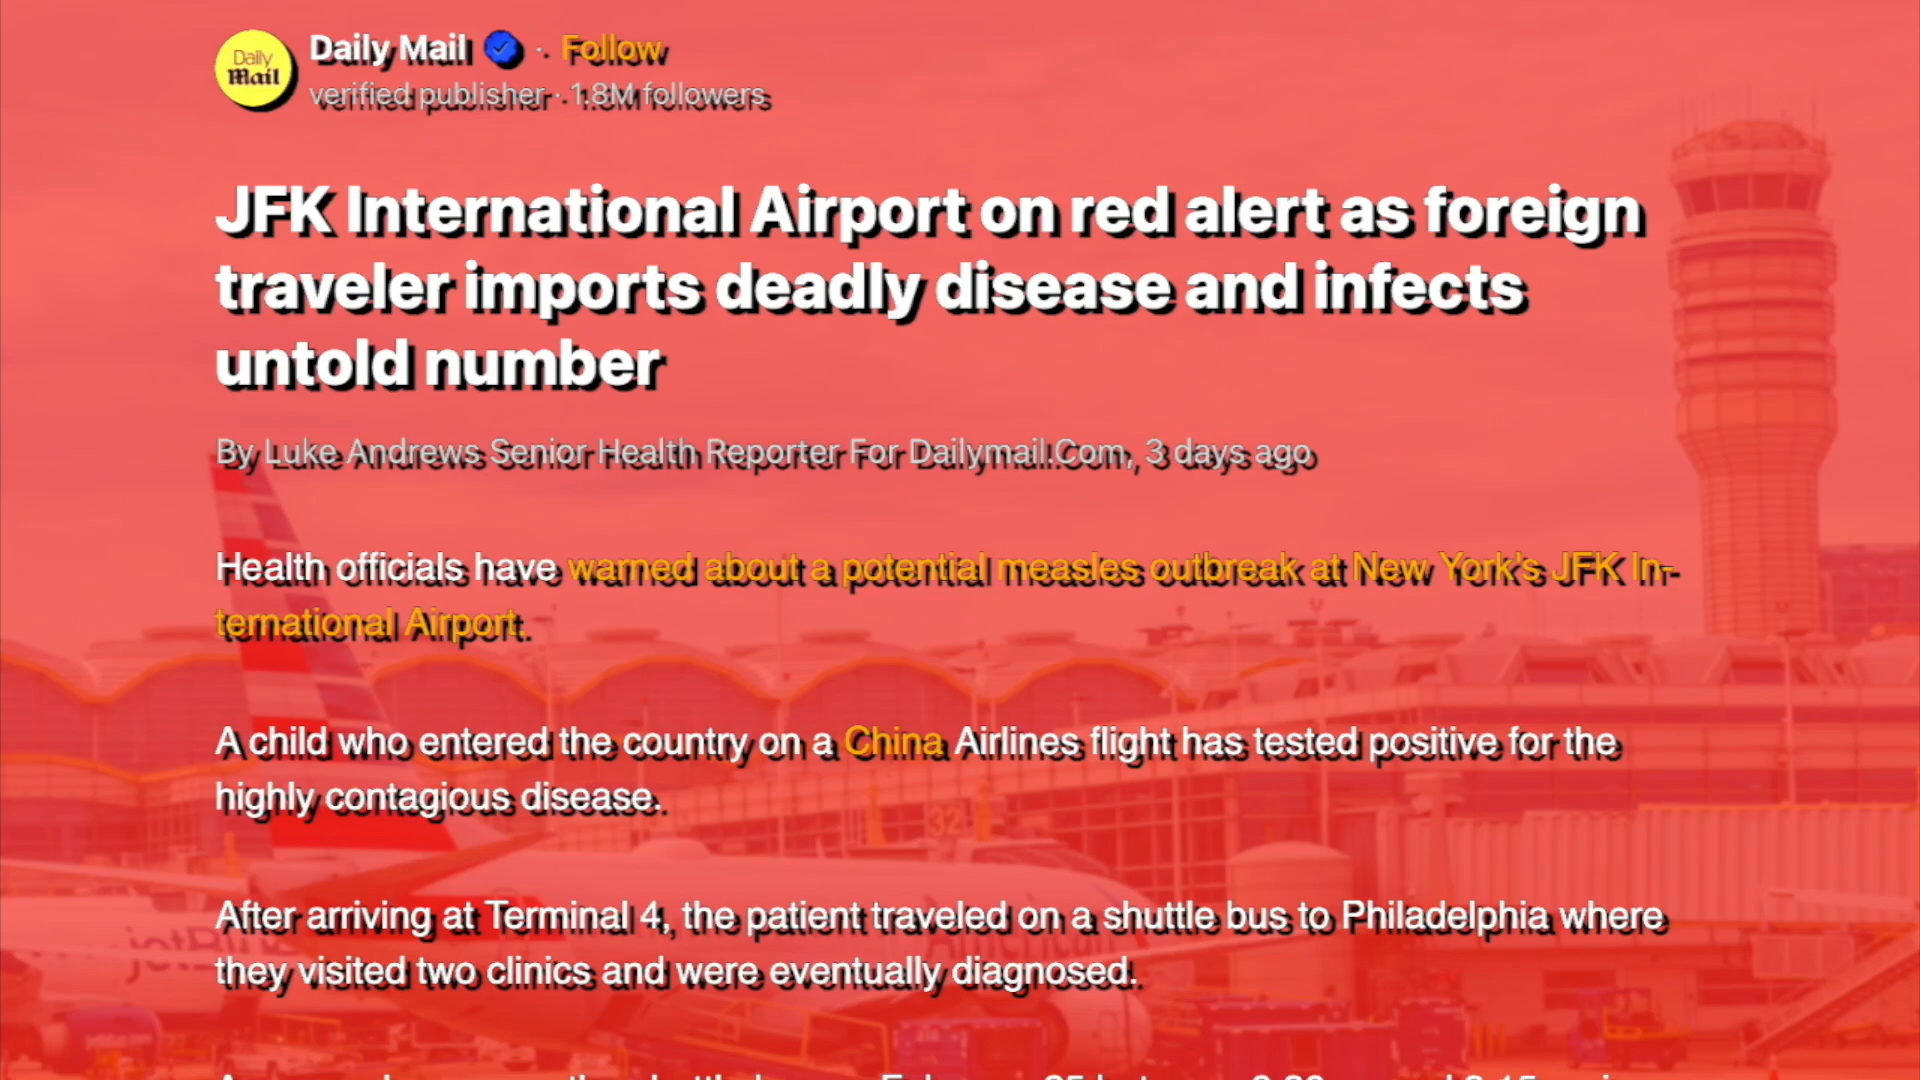 Daily Mail · Follow
verified publisher · 1.8M followers
Daily
Mail
JFK International Airport on red alert as foreign
traveler imports deadly disease and infects
untold number
By Luke Andrews Senior Health Reporter For Dailymail.Com, 3 days ago
Health officials have warned about a potential measles outbreak at New York's JFK In-
ternational Airport.
A child who entered the country on a China Airlines flight has tested positive for the
highly contagious disease.
32
After arriving at Terminal 4, the patient traveled on a shuttle bus to Philadelphia where
jetBlue
American
they visited two clinics and were eventually diagnosed.